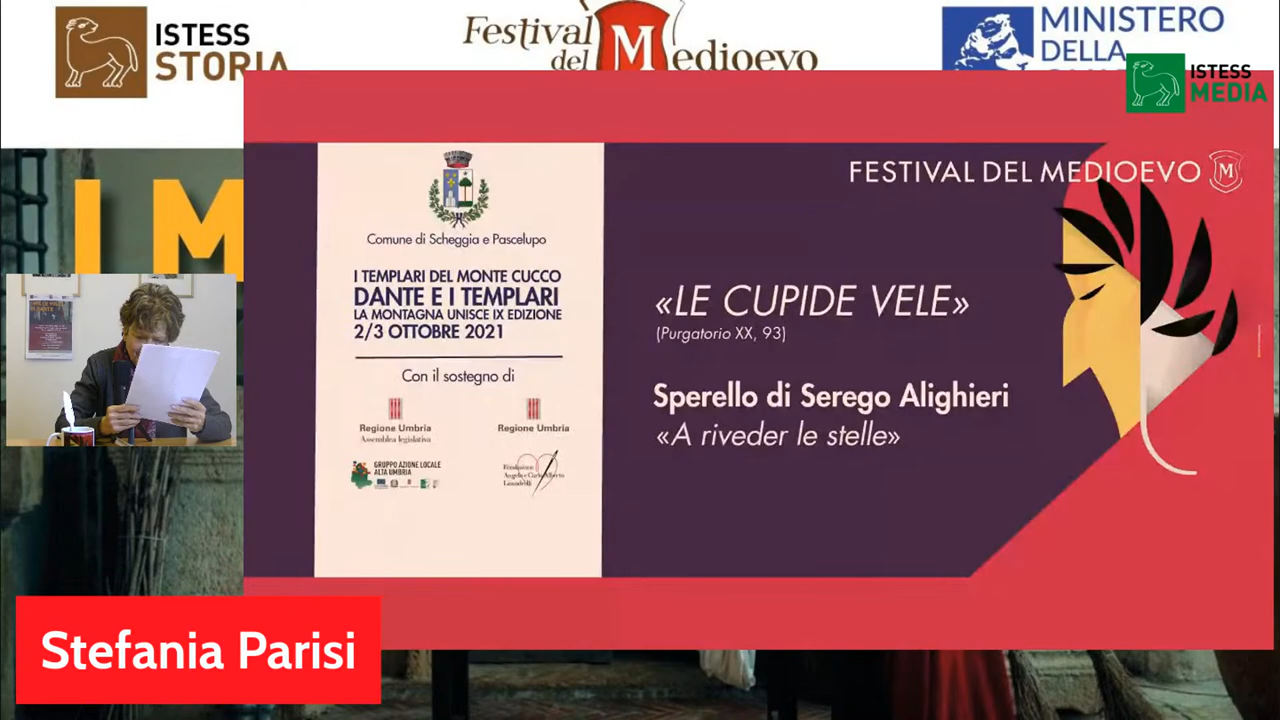 ISTESS
STORIA
Festival
del Medioevo
MINISTERO
DELLA
ISTESS
MEDIA
I M
FESTIVAL DEL MEDIOEVO M
Comune di Scheggia e Pascelupo
I TEMPLARI DEL MONTE CUCCO
DANTE E I TEMPLARI
LA MONTAGNA UNISCE IX EDIZIONE
2/3 OTTOBRE 2021
Con il sostegno di
Regione Umbria
Assemblea legislativa
Regione Umbria
GRUPPO AZIONE LOCALE
ALTA UMBRIA
«LE CUPIDE VELE»
(Purgatorio XX, 93)
Sperello di Serego Alighieri
«A riveder le stelle»
Stefania Parisi